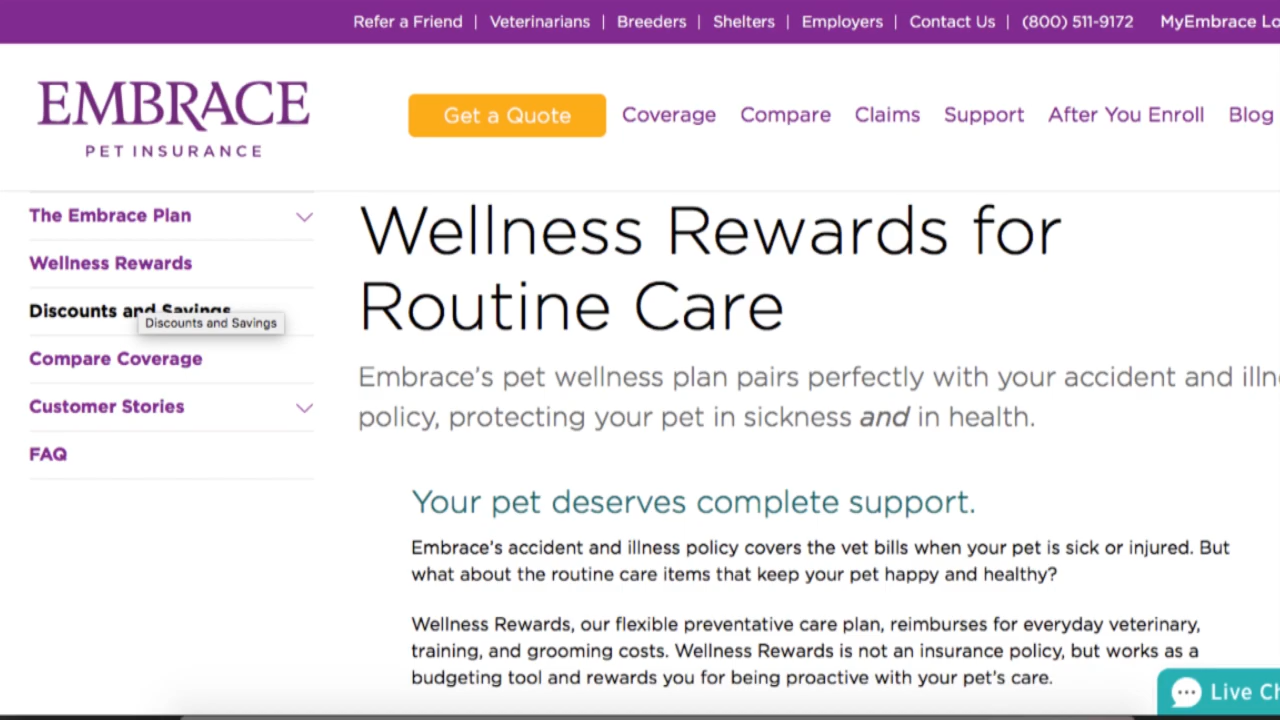 Refer a Friend | Veterinarians | Breeders | Shelters | Employers | Contact Us | (800) 511-9172 MyEmbrace
EMBRACE
PET INSURANCE
Get a Quote Coverage Compare Claims Support After You Enroll Blog
The Embrace Plan
Wellness Rewards
Discounts and Savings
Discounts and Savings
Compare Coverage
Customer Stories
FAQ
Wellness Rewards for
Routine Care
Embrace's pet wellness plan pairs perfectly with your accident and
policy, protecting your pet in sickness and in health.
Your pet deserves complete support.
Embrace's accident and illness policy covers the vet bills when your pet is sick or injured. But
what about the routine care items that keep your pet happy and healthy?
Wellness Rewards, our flexible preventative care plan, reimburses for everyday veterinary,
training, and grooming costs. Wellness Rewards is not an insurance policy, but works as a
budgeting tool and rewards you for being proactive with your pet's care.
Live